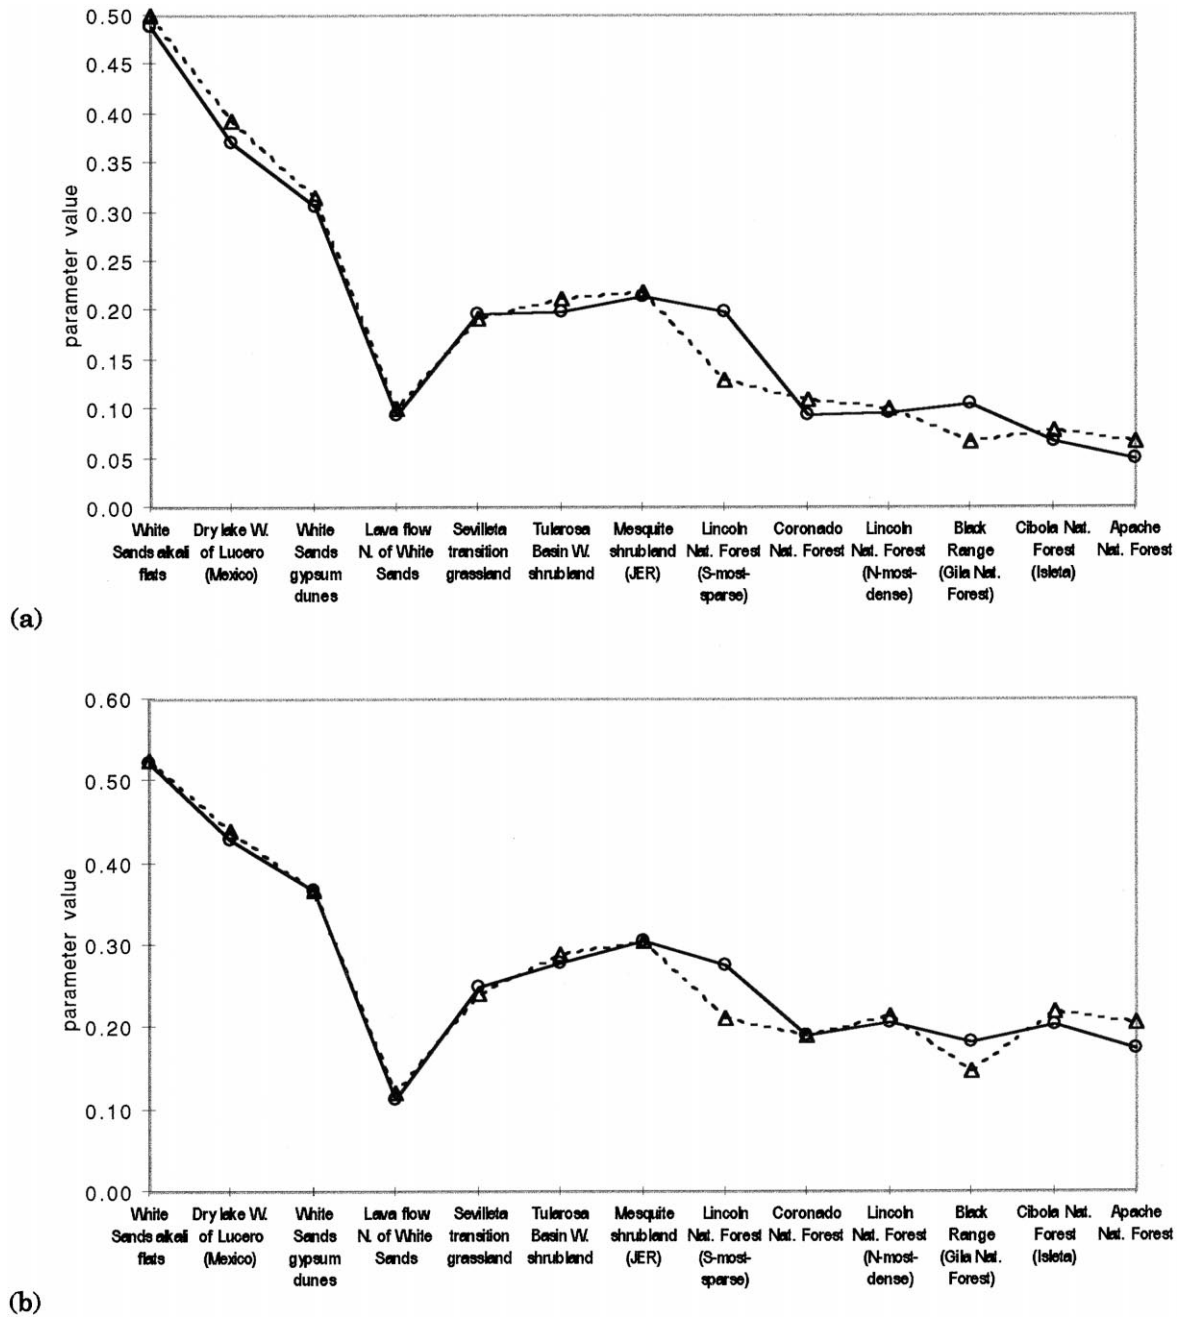 0.50
0.45
0.40
0.35
0.30
0.25
0.20
0.15
0.10
0.05
0.00
parameter value
White Dry lake W. White Lava flow Sevilleta Tularosa Mesquite Lincoln Coronado Lincoln Black Cibola Nat. Apache
Sands alkali of Lucero Sands N. of White transition Basin W. shrubland Nat. Forest Nat. Forest Nat. Forest Range Forest Nat. Forest
flats (Mexico) gypsum Sands grassland shrubland (JER) (S-most- (N-most- (Gila Nat. (Isleta)
dunes sparse) dense) Forest)
(a)
0.60
0.50
0.40
0.30
0.20
0.10
0.00
parameter value
White Dry lake W. White Lava flow Sevilleta Tularosa Mesquite Lincoln Coronado Lincoln Black Cibola Nat. Apache
Sands alkali of Lucero Sands N. of White transition Basin W. shrubland Nat. Forest Nat. Forest Nat. Forest Range Forest Nat. Forest
flats (Mexico) gypsum Sands grassland shrubland (JER) (S-most- (N-most- (Gila Nat. (Isleta)
dunes sparse) dense) Forest)
(b)